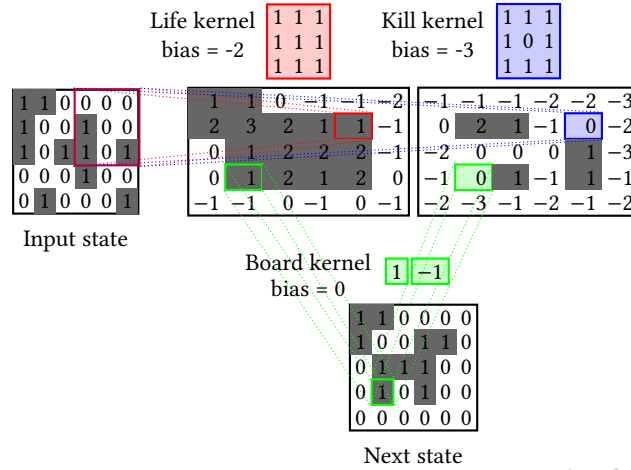 Life kernel
bias = -2
1 1 1
1 1 1
1 1 1
Kill kernel
bias = -3
1 1 1
1 0 1
1 1 1
1 1 0 0 0 0
1 0 0 1 0 0
1 0 1 1 0 1
0 0 0 1 0 0
0 1 0 0 0 1
Input state
1 1 0 −1 −1 −2
2 3 2 1 1 −1
0 1 2 2 2 −1
0 1 2 1 2 0
−1 −1 0 −1 0 −1
−1 −1 −1 −2 −2 −3
0 2 1 −1 0 −2
−2 0 0 0 1 −3
−1 0 1 −1 1 −1
−2 −3 −1 −2 −1 −2
Board kernel
bias = 0
1 −1
1 1 0 0 0 0
1 0 0 1 1 0
0 1 1 1 0 0
0 1 0 1 0 0
0 0 0 0 0 0
Next state